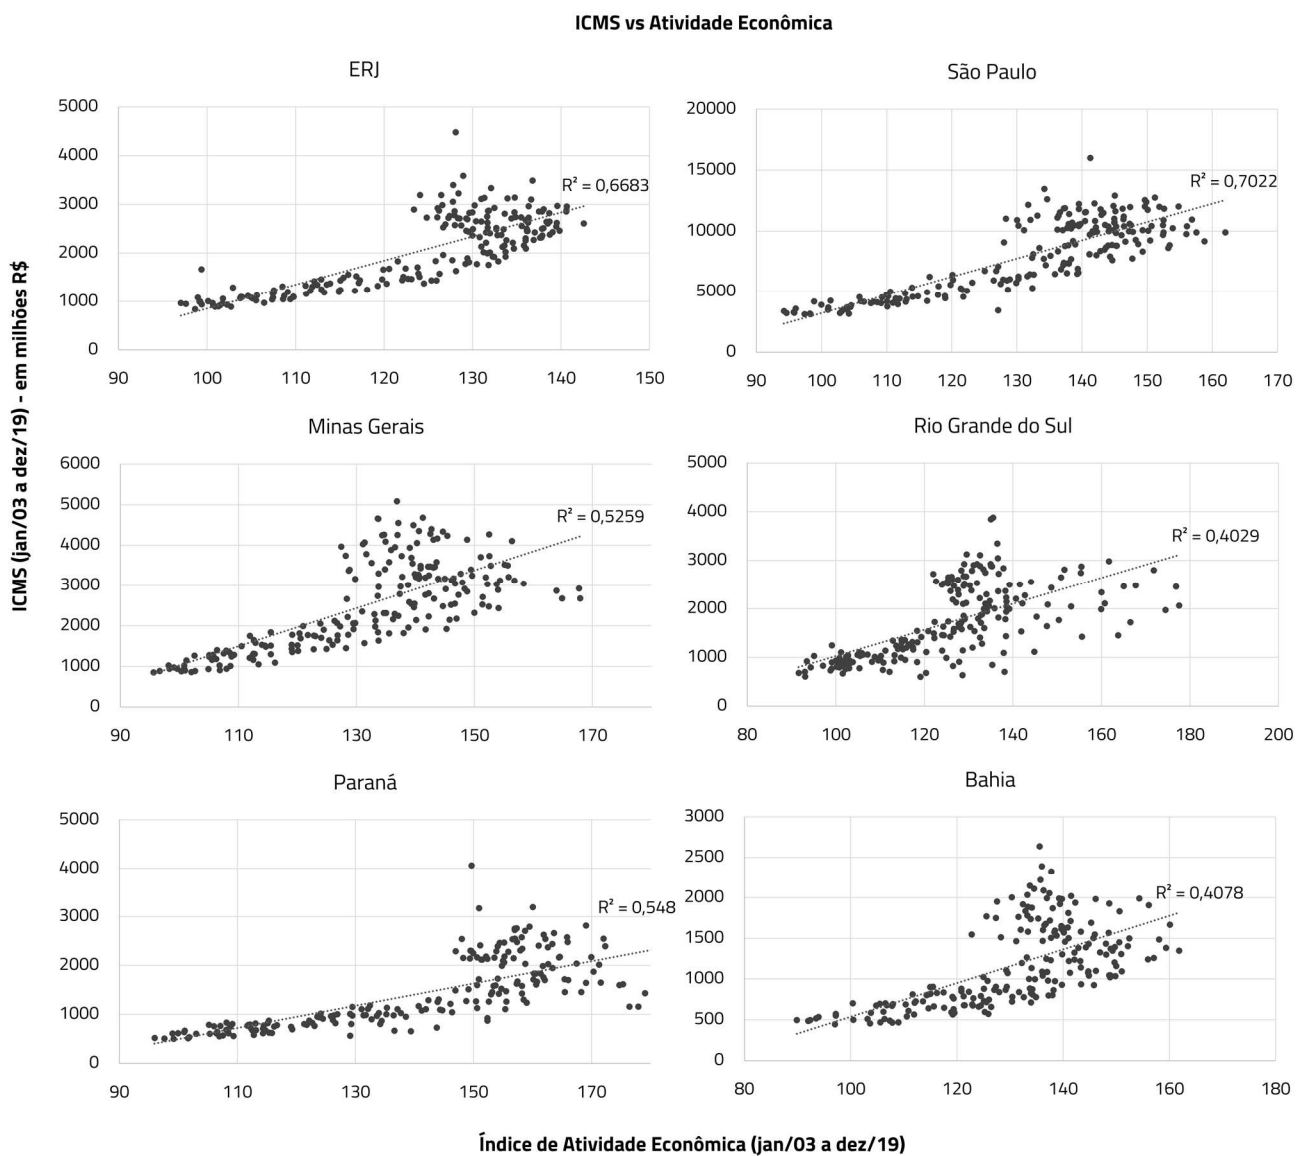 ICMS vs Atividade Econômica
ICMS (jan/03 a dez/19) - em milhões R$
ERJ
5000
4000
3000
2000
1000
0
R² = 0,6683
90 100 110 120 130 140 150
São Paulo
20000
15000
10000
5000
0
R² = 0,7022
90 100 110 120 130 140 150 160 170
Minas Gerais
6000
5000
4000
3000
2000
1000
0
R² = 0,5259
90 110 130 150 170
Rio Grande do Sul
5000
4000
3000
2000
1000
0
R² = 0,4029
80 100 120 140 160 180 200
Paraná
5000
4000
3000
2000
1000
0
R² = 0,548
90 110 130 150 170
Bahia
3000
2500
2000
1500
1000
500
0
R² = 0,4078
80 100 120 140 160 180
Índice de Atividade Econômica (jan/03 a dez/19)